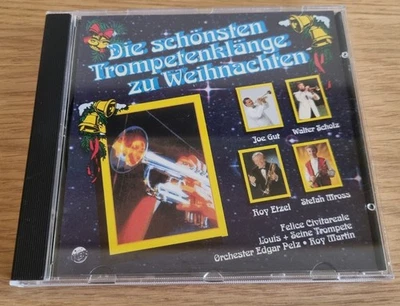 Die schönsten
Trompetenklänge
zu Weihnachten
Joe Gut
Walter Scholz
Roy Etzel
Stefan Mross
Felice Civitareale
Louis + Seine Trompete
Orchester Edgar Pelz • Roy Martin